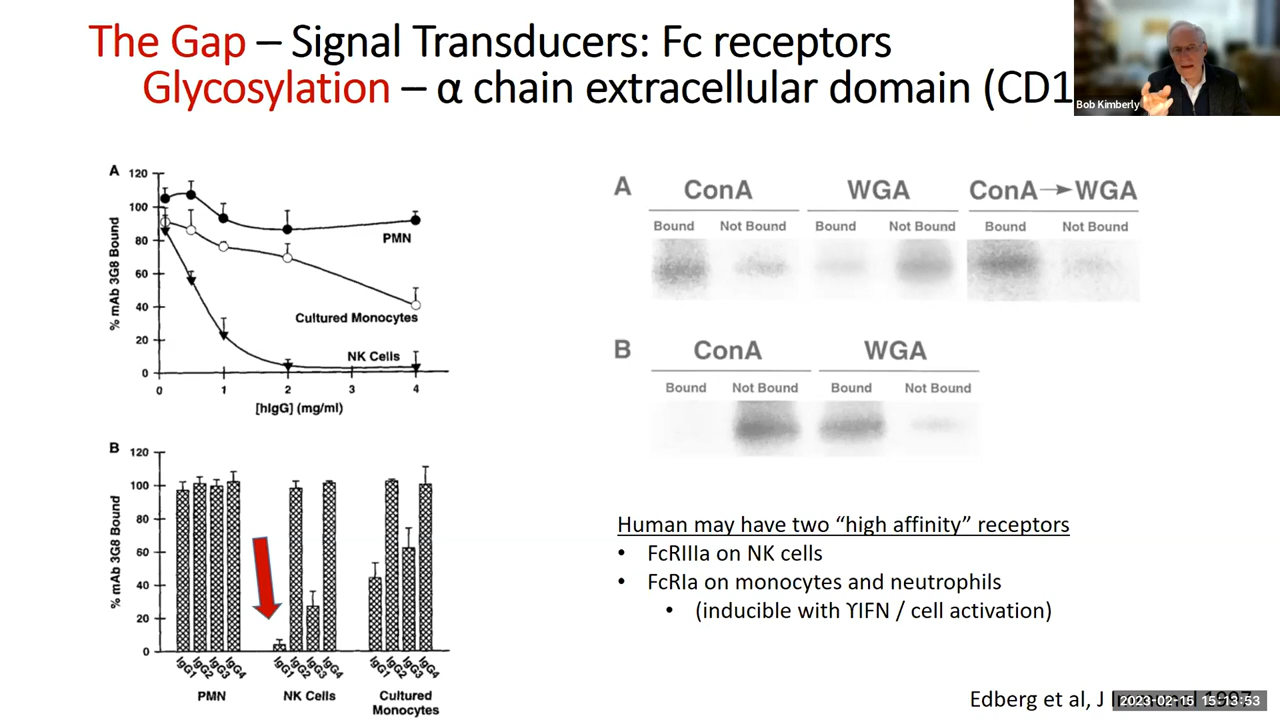 The Gap – Signal Transducers: Fc receptors
Glycosylation – α chain extracellular domain (CD1
Bob Kimberly
A
120
100
80
60
40
20
0
% mAb 3G8 Bound
PMN
Cultured Monocytes
NK Cells
0 1 2 3 4
[hIgG] (mg/ml)
B
120
100
80
60
40
20
0
% mAb 3G8 Bound
IgG1 IgG2 IgG3 IgG4 IgG1 IgG2 IgG3 IgG4 IgG1 IgG2 IgG3 IgG4
PMN NK Cells Cultured
Monocytes
A ConA WGA ConA→WGA
Bound Not Bound Bound Not Bound Bound Not Bound
B ConA WGA
Bound Not Bound Bound Not Bound
Human may have two “high affinity” receptors
• FcRIIIa on NK cells
• FcRIa on monocytes and neutrophils
• (inducible with ϒIFN / cell activation)
Edberg et al, J
2023-02-15 15:13:53